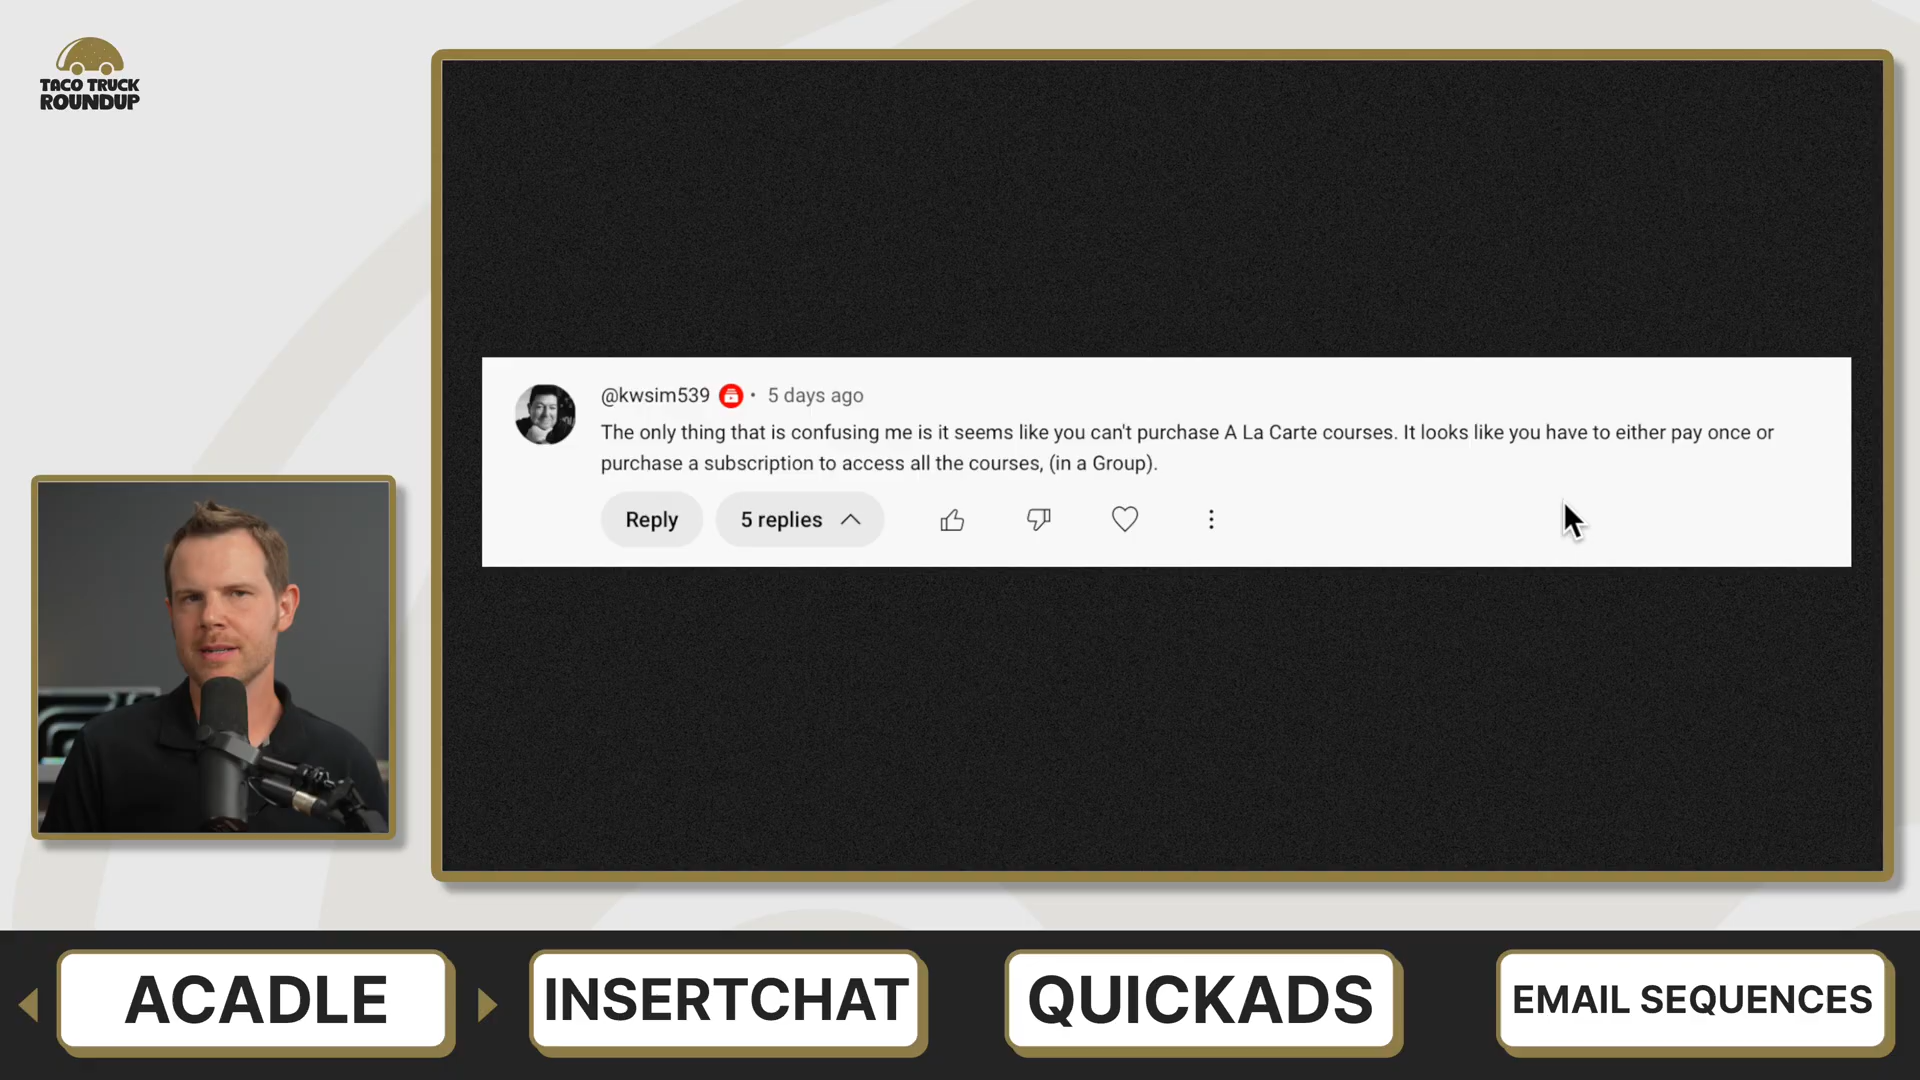 TACO TRUCK
ROUNDUP
@kwsim539 • 5 days ago
The only thing that is confusing me is it seems like you can't purchase A La Carte courses. It looks like you have to either pay once or
purchase a subscription to access all the courses, (in a Group).
Reply 5 replies
ACADLE INSERTCHAT QUICKADS EMAIL SEQUENCES